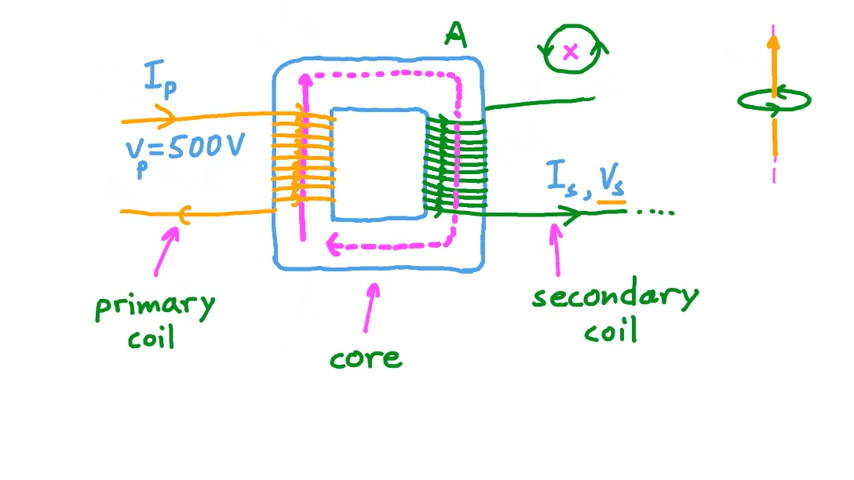 A
Iₚ
Vₚ=500V
×
Iₛ, Vₛ
....
primary
coil
secondary
coil
core